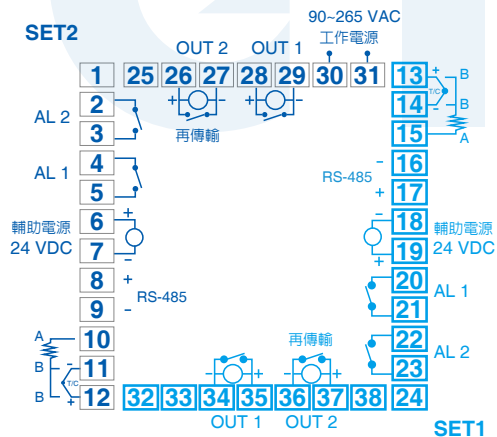 90~265 VAC
SET2
工作電源
OUT 2
OUT 1
1 25 26 27 28 29 30 31 13
+ - + -
再傳輸
2
AL 2
3
4
AL 1
5
6
+
輔助電源
24 VDC
7
-
8
+
RS-485
9
-
10
A
11
B
T/C
12
B
+
-
+
B
T/C
14
-
B
15
A
16
-
RS-485
17
+
18
-
輔助電源
24 VDC
19
+
20
AL 1
21
22
AL 2
23
再傳輸
+ - + -
32 33 34 35 36 37 38 24
OUT 1
OUT 2
SET1